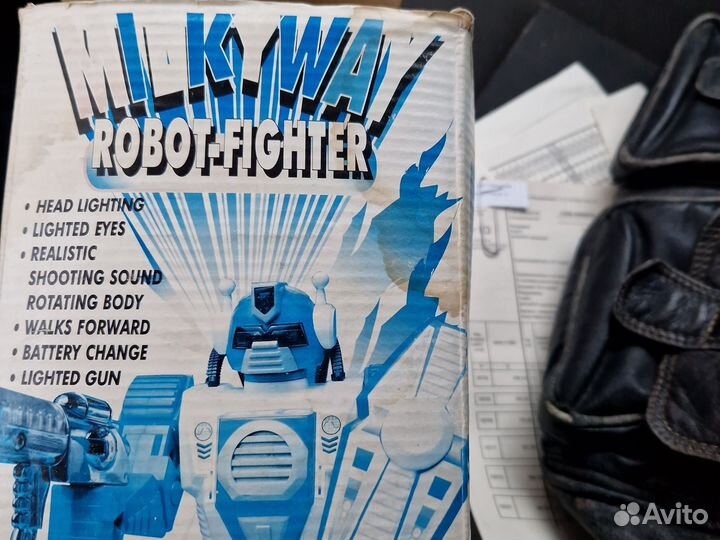 MILKY WAY
ROBOT-FIGHTER
• HEAD LIGHTING
• LIGHTED EYES
• REALISTIC
SHOOTING SOUND
ROTATING BODY
• WALKS FORWARD
• BATTERY CHANGE
• LIGHTED GUN
Avito